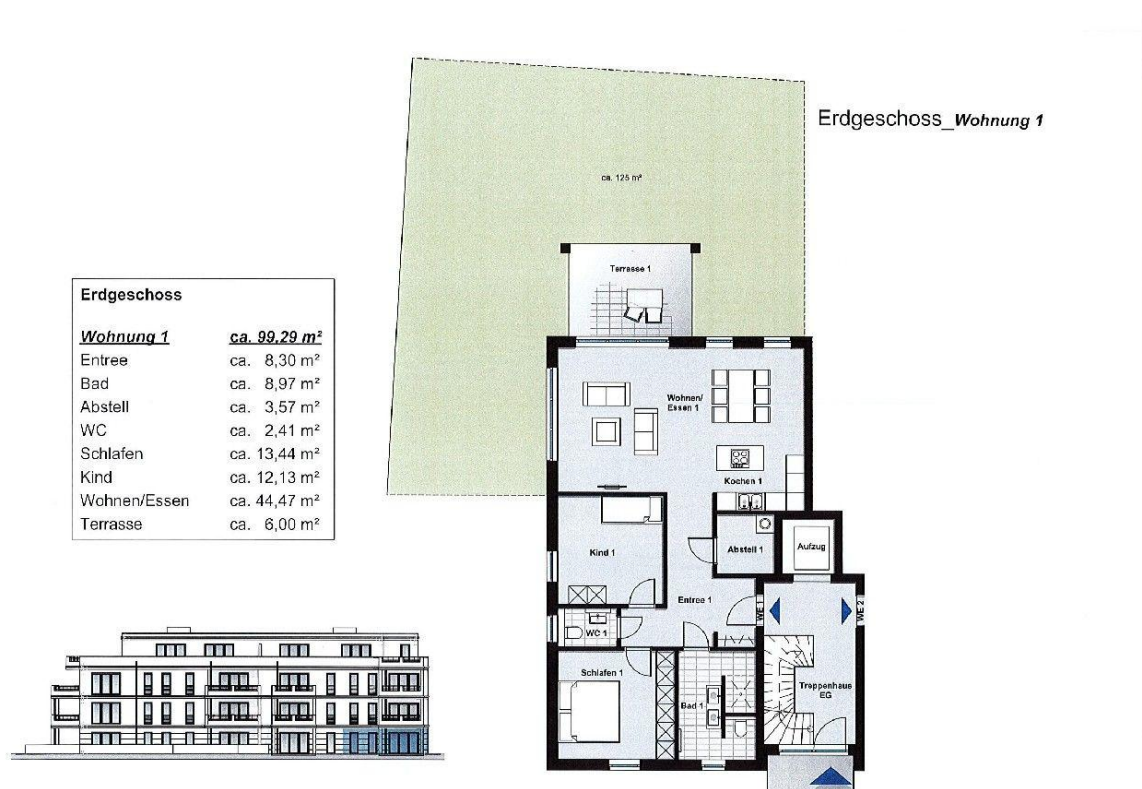 Erdgeschoss_Wohnung 1
ca. 125 m²
Terrasse 1
Erdgeschoss
Wohnung 1 ca. 99,29 m²
Entree ca. 8,30 m²
Bad ca. 8,97 m²
Abstell ca. 3,57 m²
WC ca. 2,41 m²
Schlafen ca. 13,44 m²
Kind ca. 12,13 m²
Wohnen/Essen ca. 44,47 m²
Terrasse ca. 6,00 m²
Wohnen/
Essen 1
Kochen 1
Kind 1
Abstell 1
Aufzug
Entree 1
WE 1
WE 2
WC 1
Schlafen 1
Bad 1
Treppenhaus
EG